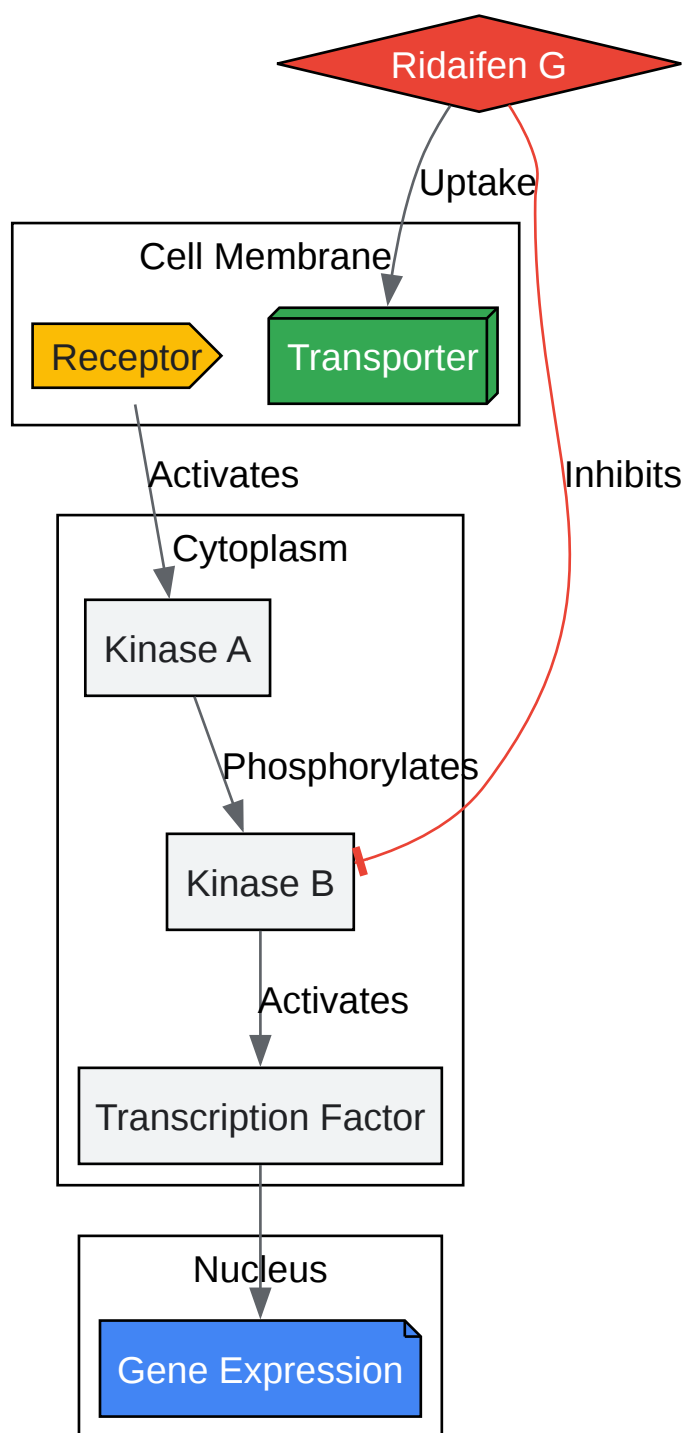 Ridaifen G
Uptake
Cell Membrane
Receptor
Transporter
Activates
Inhibits
Cytoplasm
Kinase A
Phosphorylates
Kinase B
Activates
Transcription Factor
Nucleus
Gene Expression